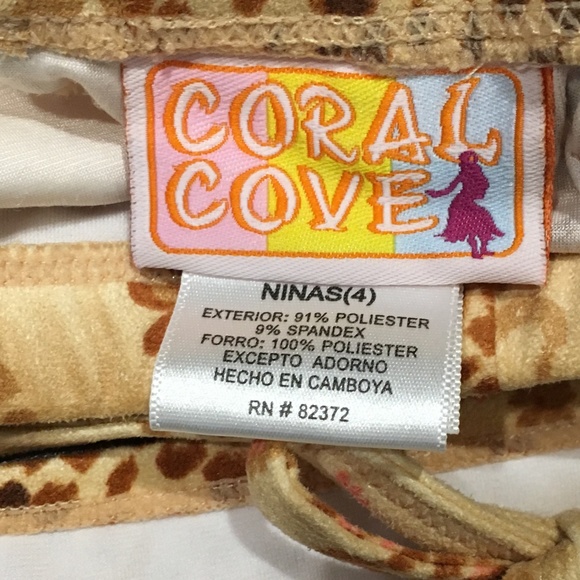 CORAL
COVE
NINAS(4)
EXTERIOR: 91% POLIESTER
9% SPANDEX
FORRO: 100% POLIESTER
EXCEPTO ADORNO
HECHO EN CAMBOYA
RN # 82372